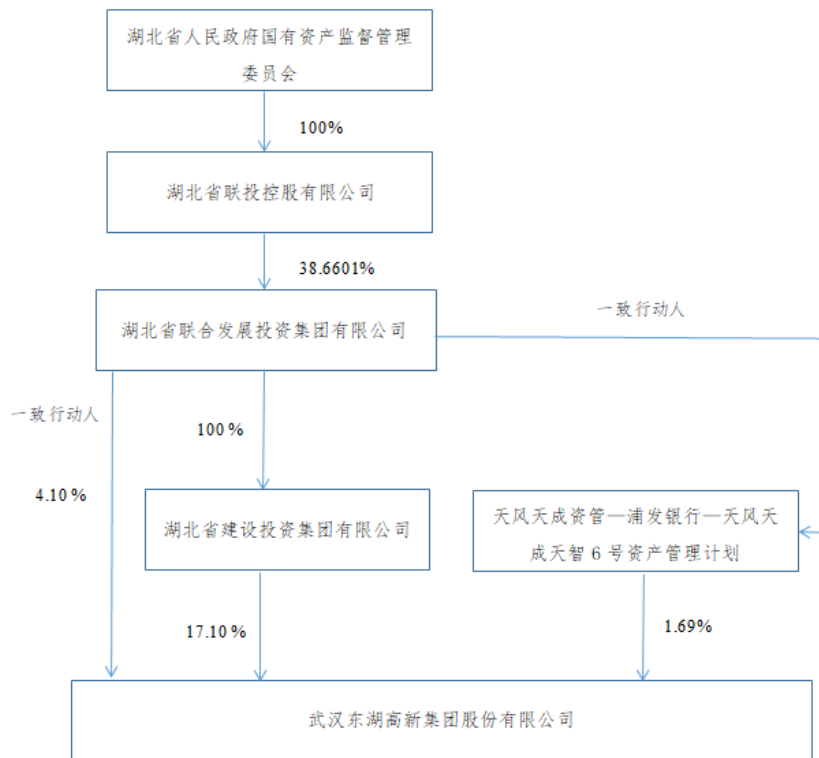 湖北省人民政府国有资产监督管理
委员会
100%
湖北省联投控股有限公司
38.6601%
湖北省联合发展投资集团有限公司
一致行动人
一致行动人
100%
4.10%
湖北省建设投资集团有限公司
天风天成资管—浦发银行—天风天
成天智6号资产管理计划
17.10%
1.69%
武汉东湖高新集团股份有限公司